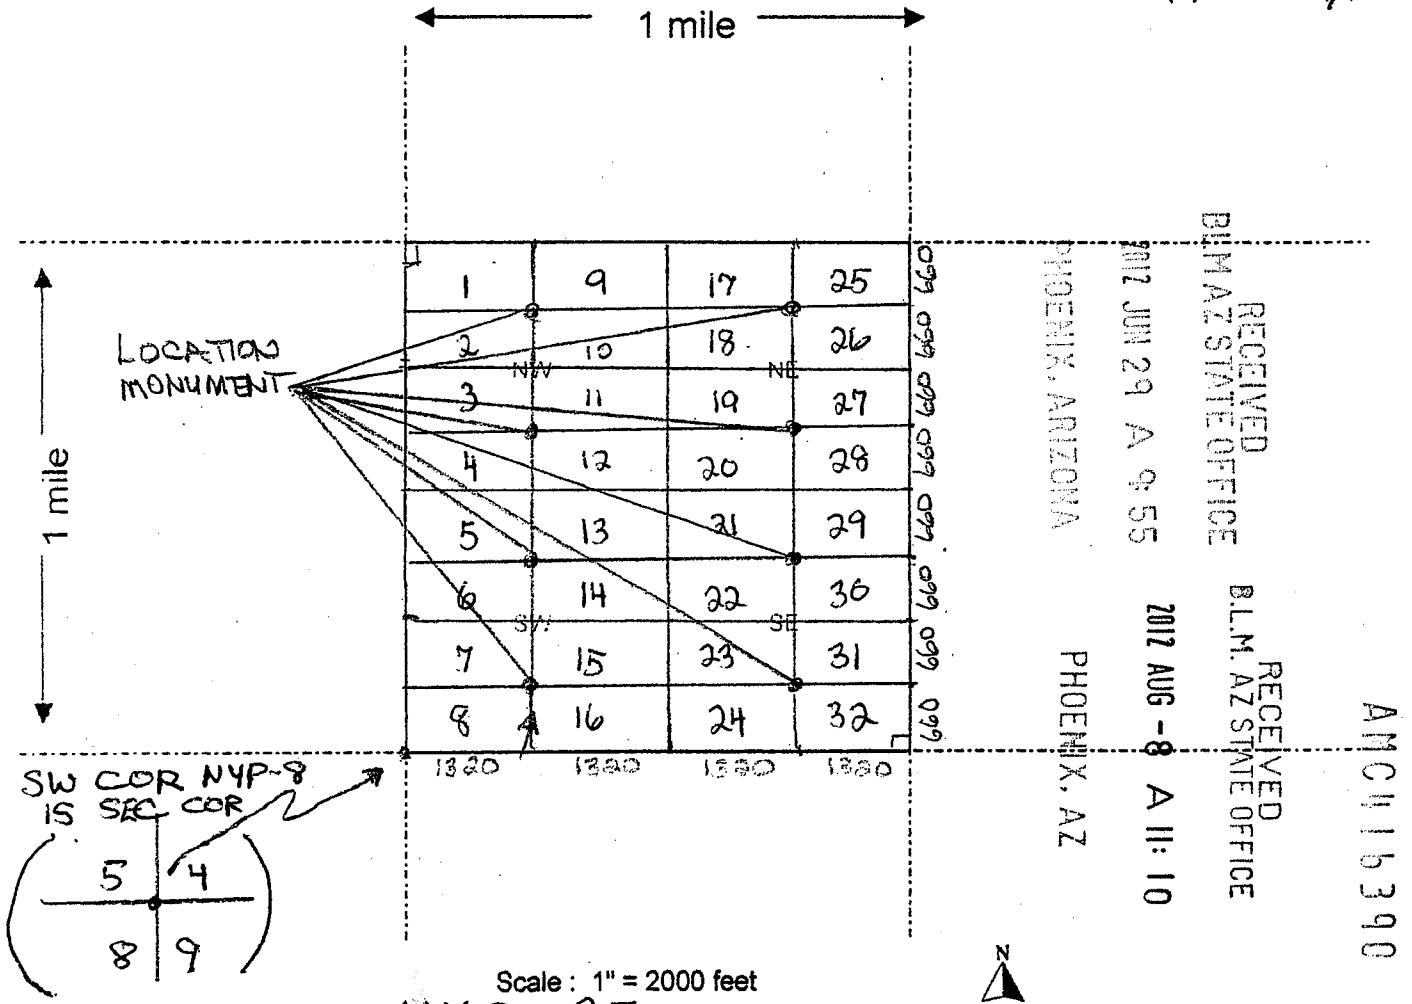 1 mile
1 9 17 25 660
2 10 18 26 660
NW NE
3 11 19 27 660
4 12 20 28 660
5 13 21 29 660
6 14 22 30 660
SW SE
7 15 23 31 660
8 16 24 32 660
1320 1320 1320 1320
LOCATION
MONUMENT
1 mile
SW COR NYP-8
IS SEC COR
5 4
8 9
Scale : 1" = 2000 feet
N
RECEIVED
BLM AZ STATE OFFICE
2012 JUN 29 A 9:55
PHOENIX, ARIZONA
RECEIVED
B.L.M. AZ STATE OFFICE
2012 AUG -8 A 11: 10
PHOENIX, AZ
AMC416390